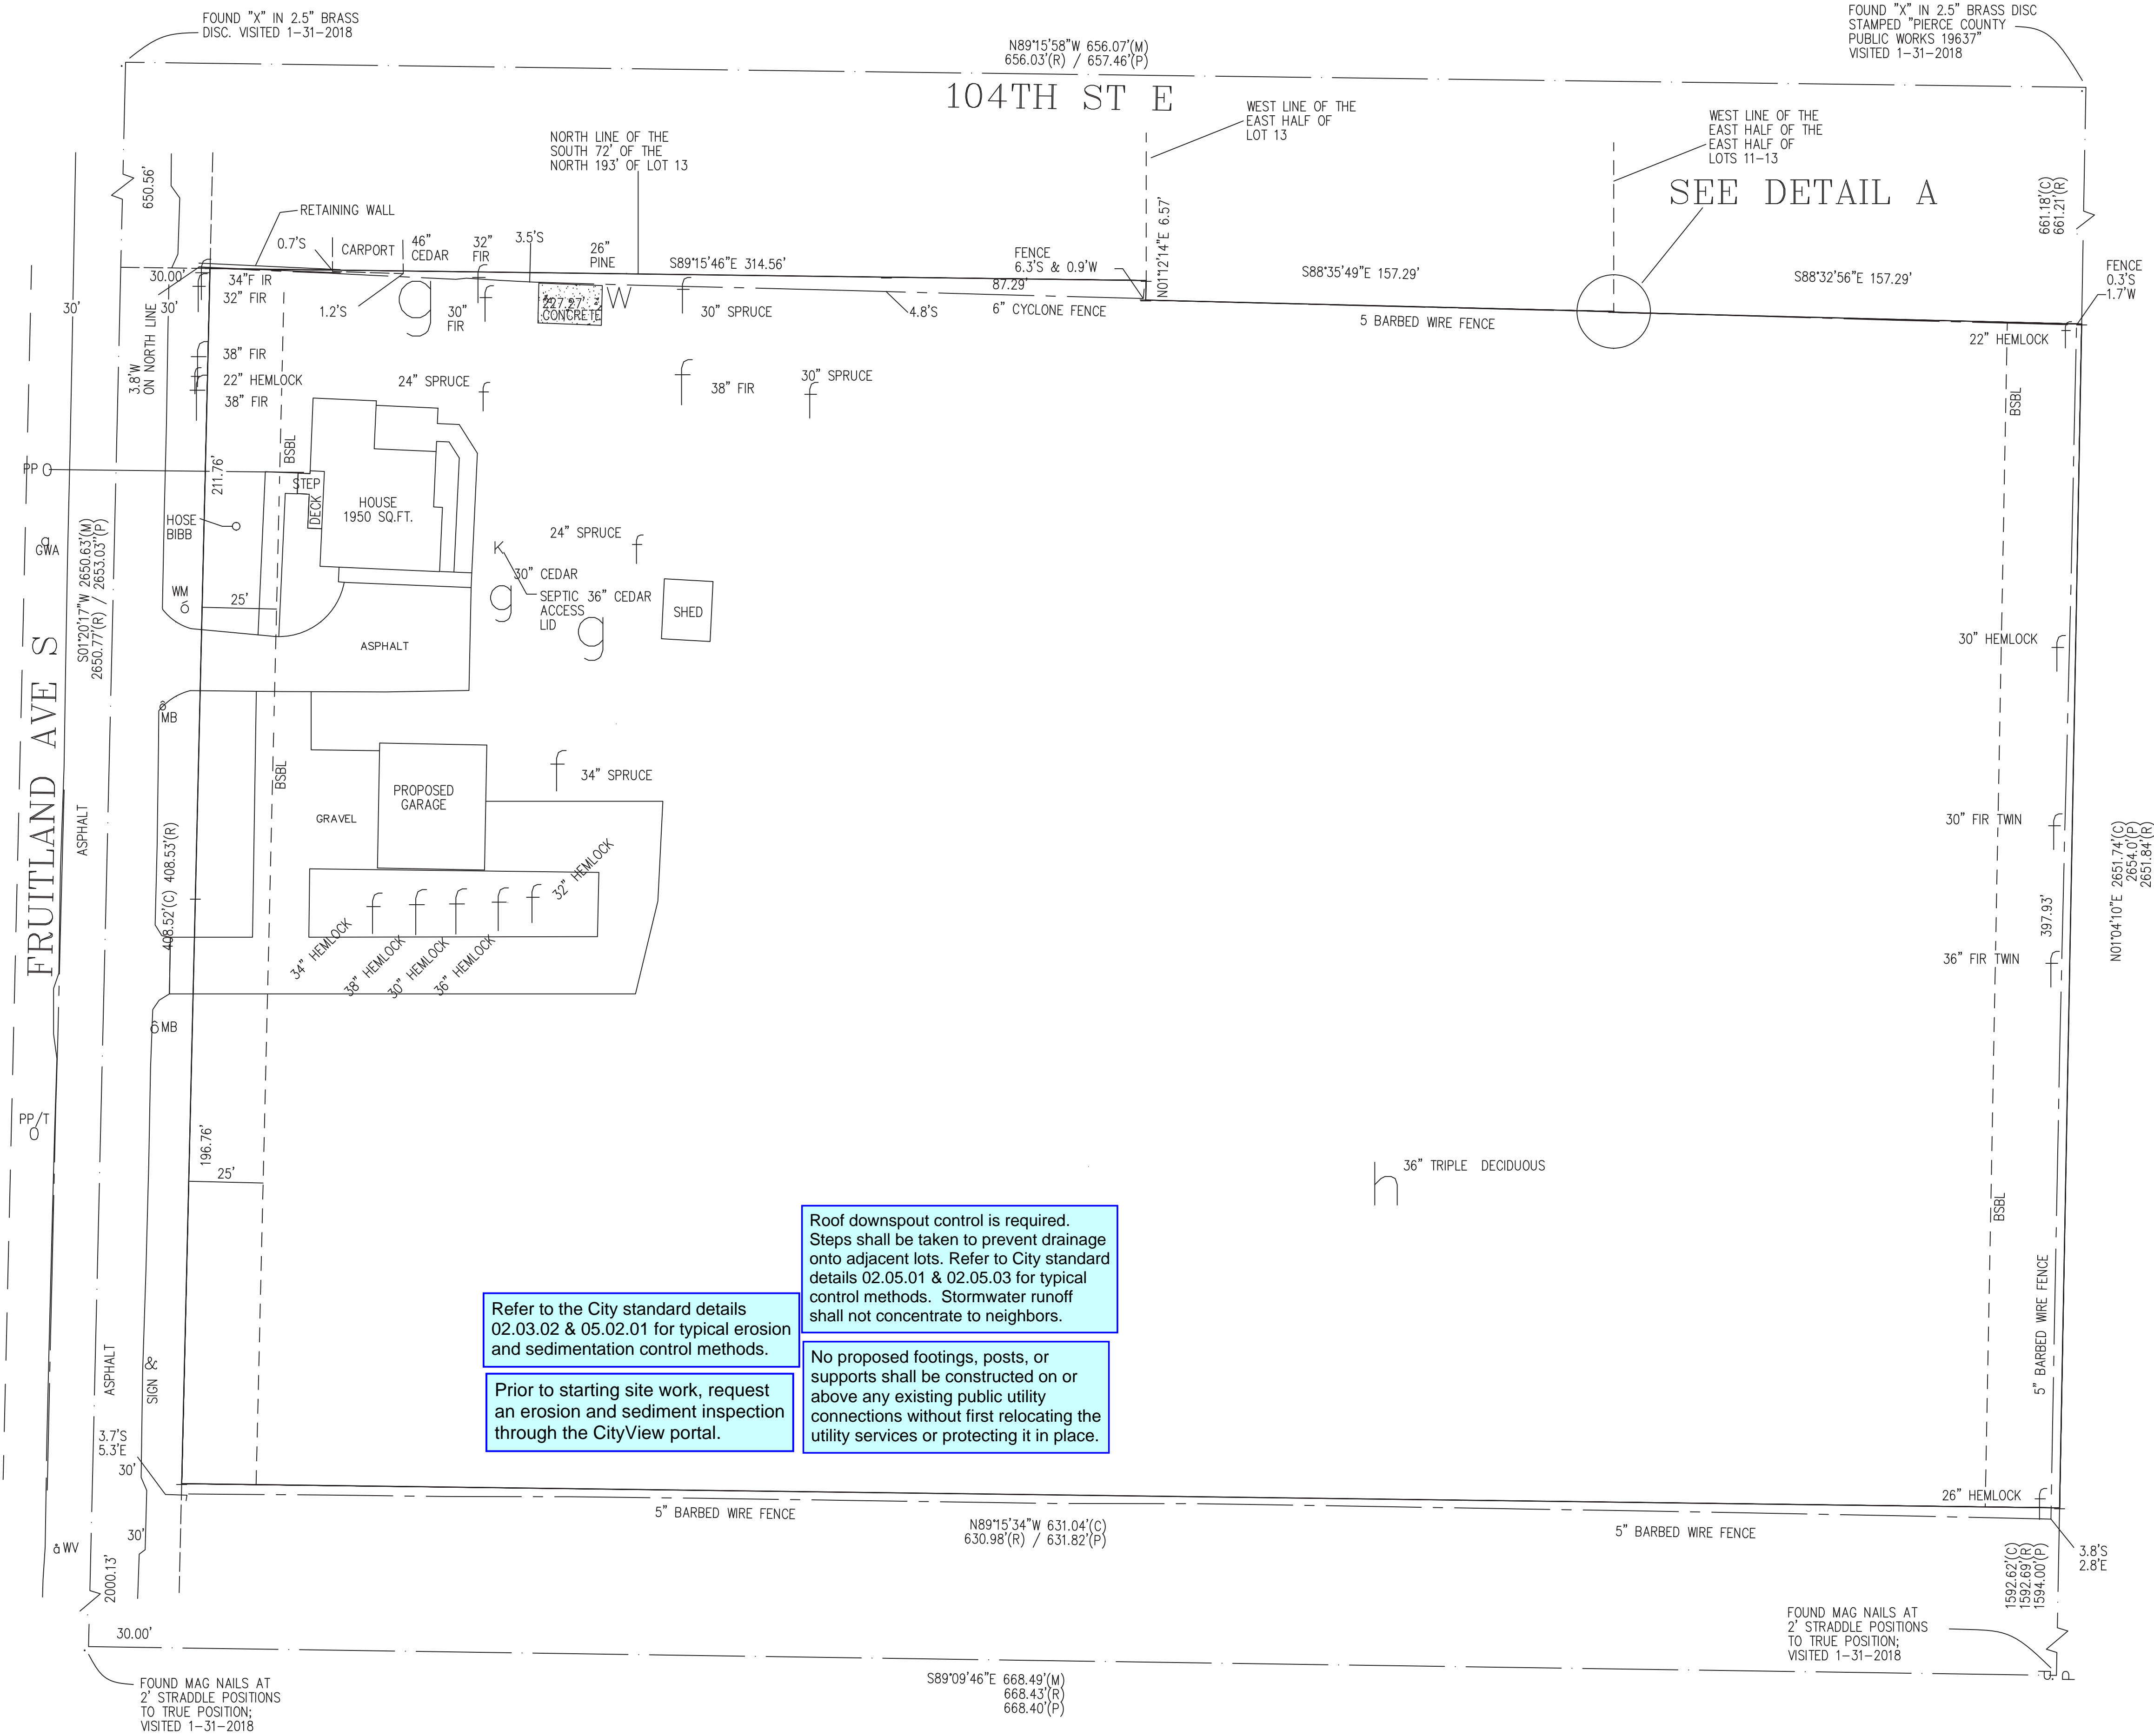 FOUND "X" IN 2.5" BRASS
DISC. VISITED 1-31-2018
N89°15'58"W 656.07'(M)
656.03'(R) / 657.46'(P)
FOUND "X" IN 2.5" BRASS DISC
STAMPED "PIERCE COUNTY
PUBLIC WORKS 19637"
VISITED 1-31-2018
104TH ST E
WEST LINE OF THE
EAST HALF OF
LOT 13
WEST LINE OF THE
EAST HALF OF THE
EAST HALF OF
LOTS 11-13
NORTH LINE OF THE
SOUTH 72' OF THE
NORTH 193' OF LOT 13
SEE DETAIL A
650.56'
661.18'(C)
661.21'(R)
RETAINING WALL
0.7'S
CARPORT
46"
CEDAR
32"
FIR
3.5'S
26"
PINE
S89°15'46"E 314.56'
FENCE
6.3'S & 0.9'W
N01°12'14"E 6.57'
S88°35'49"E 157.29'
S88°32'56"E 157.29'
FENCE
0.3'S
1.7'W
30.00'
34"F IR
32" FIR
30'
30'
1.2'S
g
30"
FIR
227.27'
CONCRETE
W
30" SPRUCE
4.8'S
87.29'
6" CYCLONE FENCE
5 BARBED WIRE FENCE
22" HEMLOCK
3.8'W
ON NORTH LINE
38" FIR
22" HEMLOCK
38" FIR
24" SPRUCE
38" FIR
30" SPRUCE
BSBL
BSBL
PP
211.76'
STEP
DECK
HOUSE
1950 SQ.FT.
HOSE
BIBB
GWA
S01°20'17"W 2650.63'(M)
2650.77'(R) / 2653.03'(P)
24" SPRUCE
K
30" CEDAR
SEPTIC
ACCESS
LID
36" CEDAR
g
g
SHED
WM
25'
ASPHALT
30" HEMLOCK
FRUITLAND AVE S
MB
BSBL
34" SPRUCE
PROPOSED
GARAGE
GRAVEL
ASPHALT
30" FIR TWIN
408.52'(C) 408.53'(R)
32" HEMLOCK
34" HEMLOCK
38" HEMLOCK
30" HEMLOCK
36" HEMLOCK
397.93'
36" FIR TWIN
N01°04'10"E 2651.74'(C)
2654.0'(P)
2651.84'(R)
MB
PP/T
196.76'
25'
h
36" TRIPLE DECIDUOUS
BSBL
Roof downspout control is required.
Steps shall be taken to prevent drainage
onto adjacent lots. Refer to City standard
details 02.05.01 & 02.05.03 for typical
control methods. Stormwater runoff
shall not concentrate to neighbors.
Refer to the City standard details
02.03.02 & 05.02.01 for typical erosion
and sedimentation control methods.
No proposed footings, posts, or
supports shall be constructed on or
above any existing public utility
connections without first relocating the
utility services or protecting it in place.
Prior to starting site work, request
an erosion and sediment inspection
through the CityView portal.
ASPHALT
SIGN &
5" BARBED WIRE FENCE
3.7'S
5.3'E
30'
26" HEMLOCK
5" BARBED WIRE FENCE
N89°15'34"W 631.04'(C)
630.98'(R) / 631.82'(P)
5" BARBED WIRE FENCE
3.8'S
2.8'E
30'
WV
2000.13'
1592.62'(C)
1592.69'(R)
1594.00'(P)
30.00'
FOUND MAG NAILS AT
2' STRADDLE POSITIONS
TO TRUE POSITION;
VISITED 1-31-2018
FOUND MAG NAILS AT
2' STRADDLE POSITIONS
TO TRUE POSITION;
VISITED 1-31-2018
S89°09'46"E 668.49'(M)
668.43'(R)
668.40'(P)